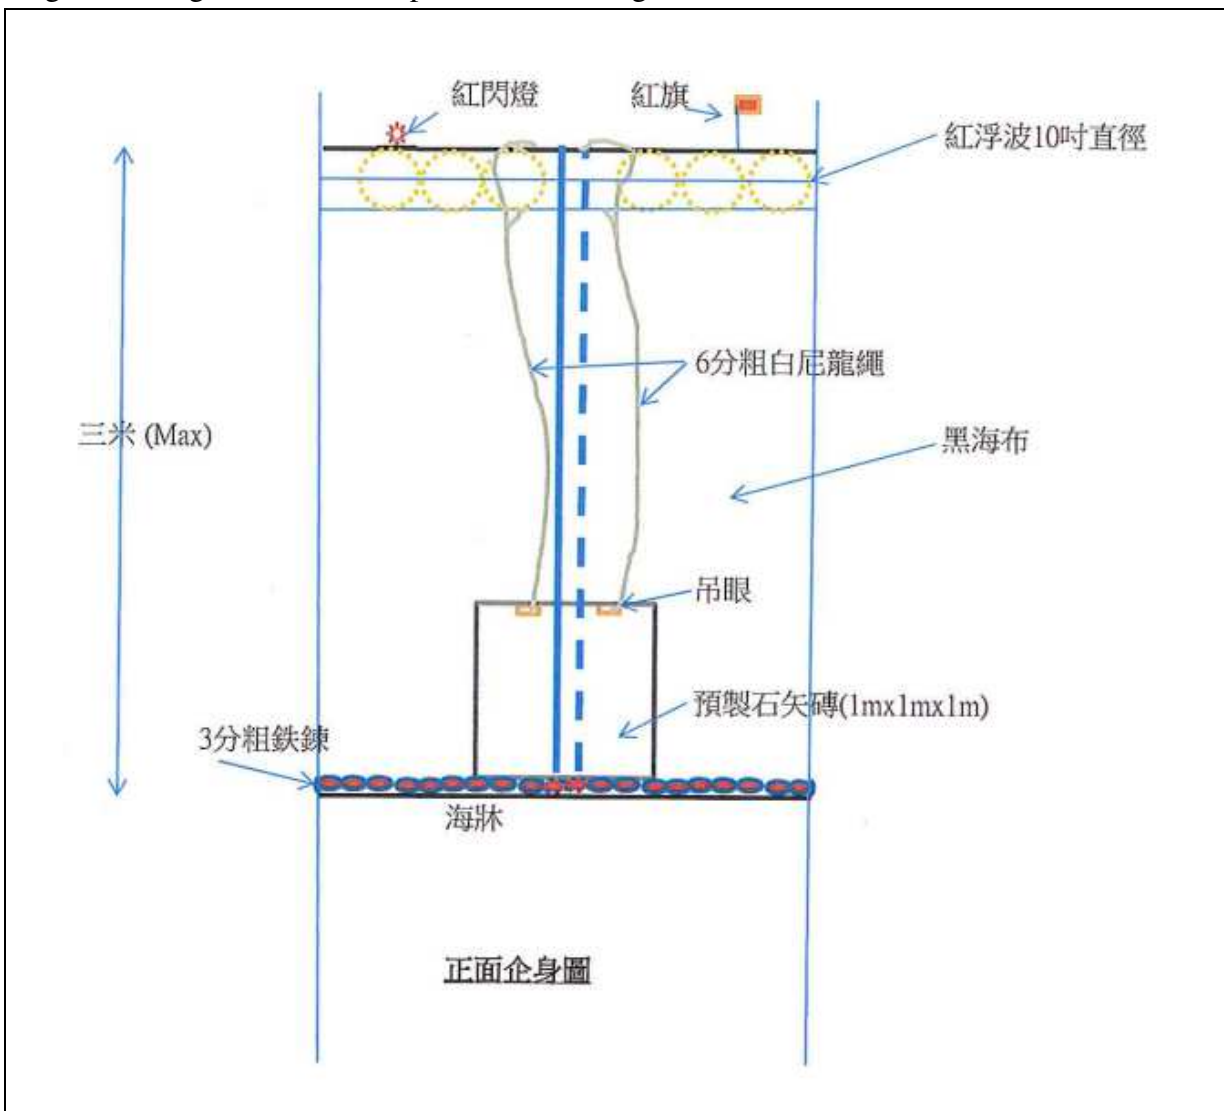 紅閃燈
紅旗
紅浮波10吋直徑
6分粗白尼龍繩
三米 (Max)
黑海布
吊眼
預製石矢磚(1mx1mx1m)
3分粗鉄鍊
海牀
正面企身圖